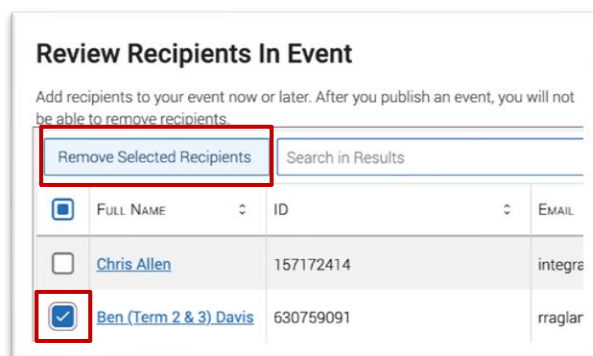 Review Recipients In Event
Add recipients to your event now or later. After you publish an event, you will not
be able to remove recipients.
Remove Selected Recipients Search in Results
FULL NAME ID EMAIL
Chris Allen 157172414 integra
Ben (Term 2 & 3) Davis 630759091 rraglar